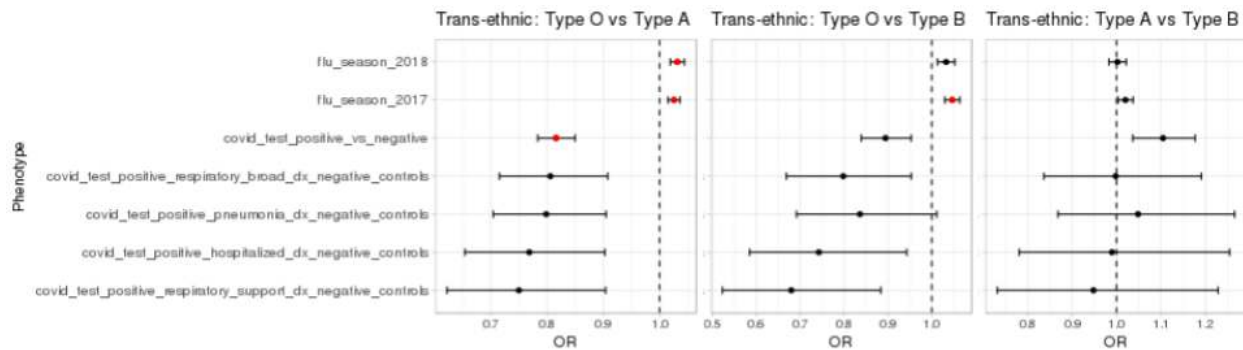 Trans-ethnic: Type O vs Type A
Trans-ethnic: Type O vs Type B
Trans-ethnic: Type A vs Type B
Phenotype
flu_season_2018
flu_season_2017
covid_test_positive_vs_negative
covid_test_positive_respiratory_broad_dx_negative_controls
covid_test_positive_pneumonia_dx_negative_controls
covid_test_positive_hospitalized_dx_negative_controls
covid_test_positive_respiratory_support_dx_negative_controls
0.7 0.8 0.9 1.0
0.5 0.6 0.7 0.8 0.9 1.0
0.8 0.9 1.0 1.1 1.2
OR
OR
OR